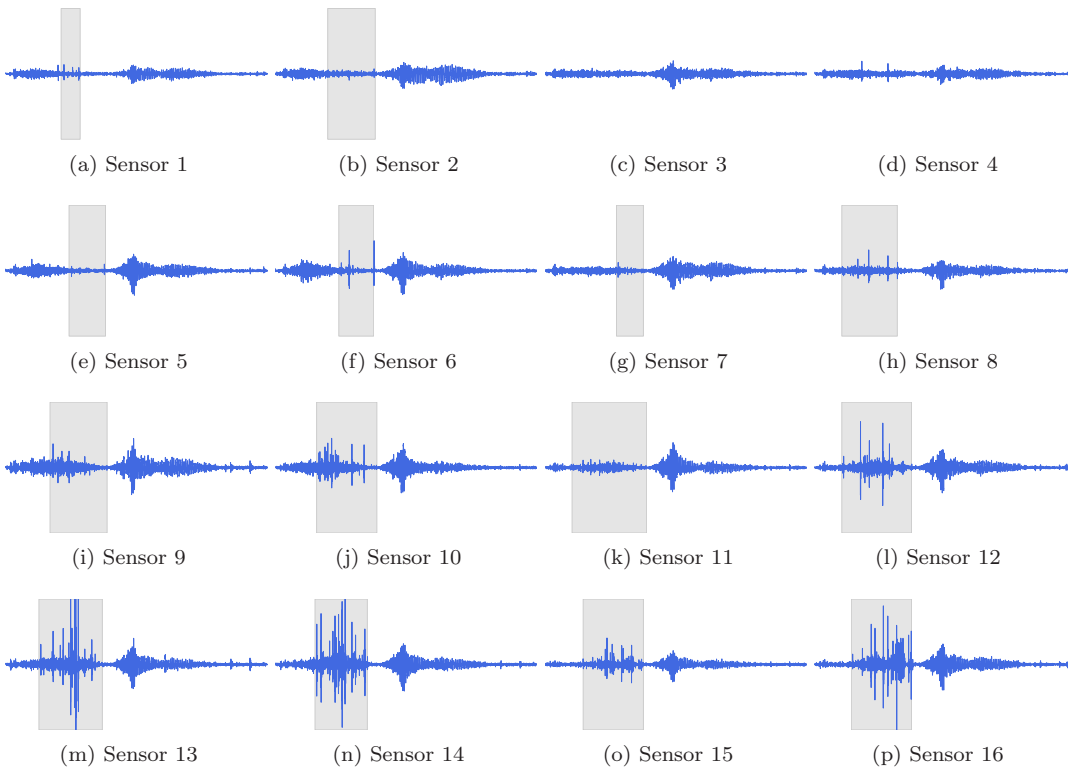 (a) Sensor 1
(b) Sensor 2
(c) Sensor 3
(d) Sensor 4
(e) Sensor 5
(f) Sensor 6
(g) Sensor 7
(h) Sensor 8
(i) Sensor 9
(j) Sensor 10
(k) Sensor 11
(l) Sensor 12
(m) Sensor 13
(n) Sensor 14
(o) Sensor 15
(p) Sensor 16